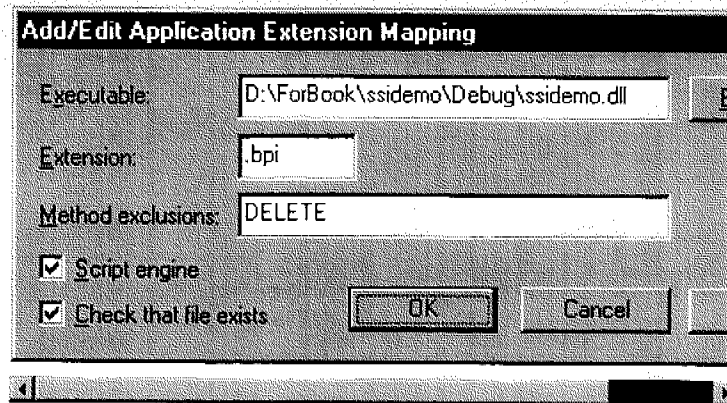 Add/Edit Application Extension Mapping
Executable: D:\ForBook\ssidemo\Debug\ssidemo.dll
Extension: .bpi
Method exclusions: DELETE
Script engine
Check that file exists
OK Cancel